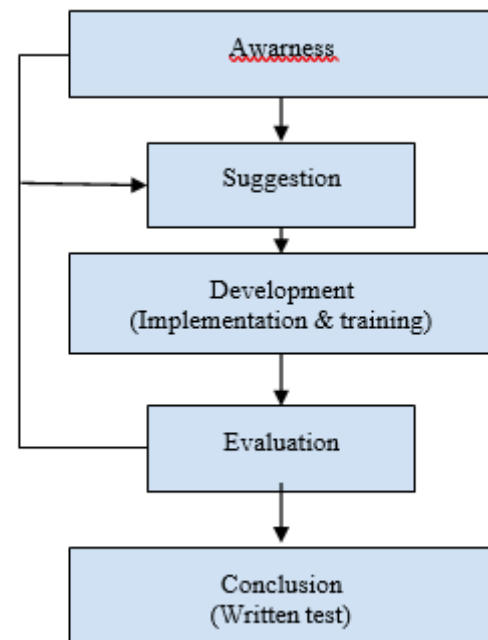 Awarness
Suggestion
Development
(Implementation & training)
Evaluation
Conclusion
(Written test)